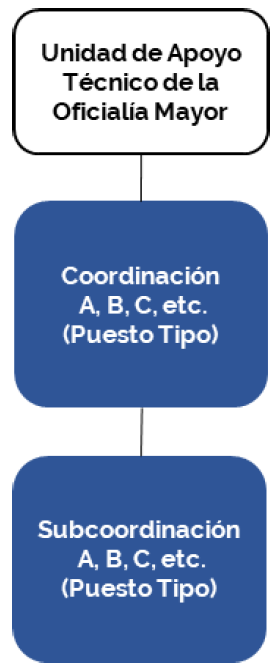 Unidad de Apoyo
Técnico de la
Oficialía Mayor
Coordinación
A, B, C, etc.
(Puesto Tipo)
Subcoordinación
A, B, C, etc.
(Puesto Tipo)